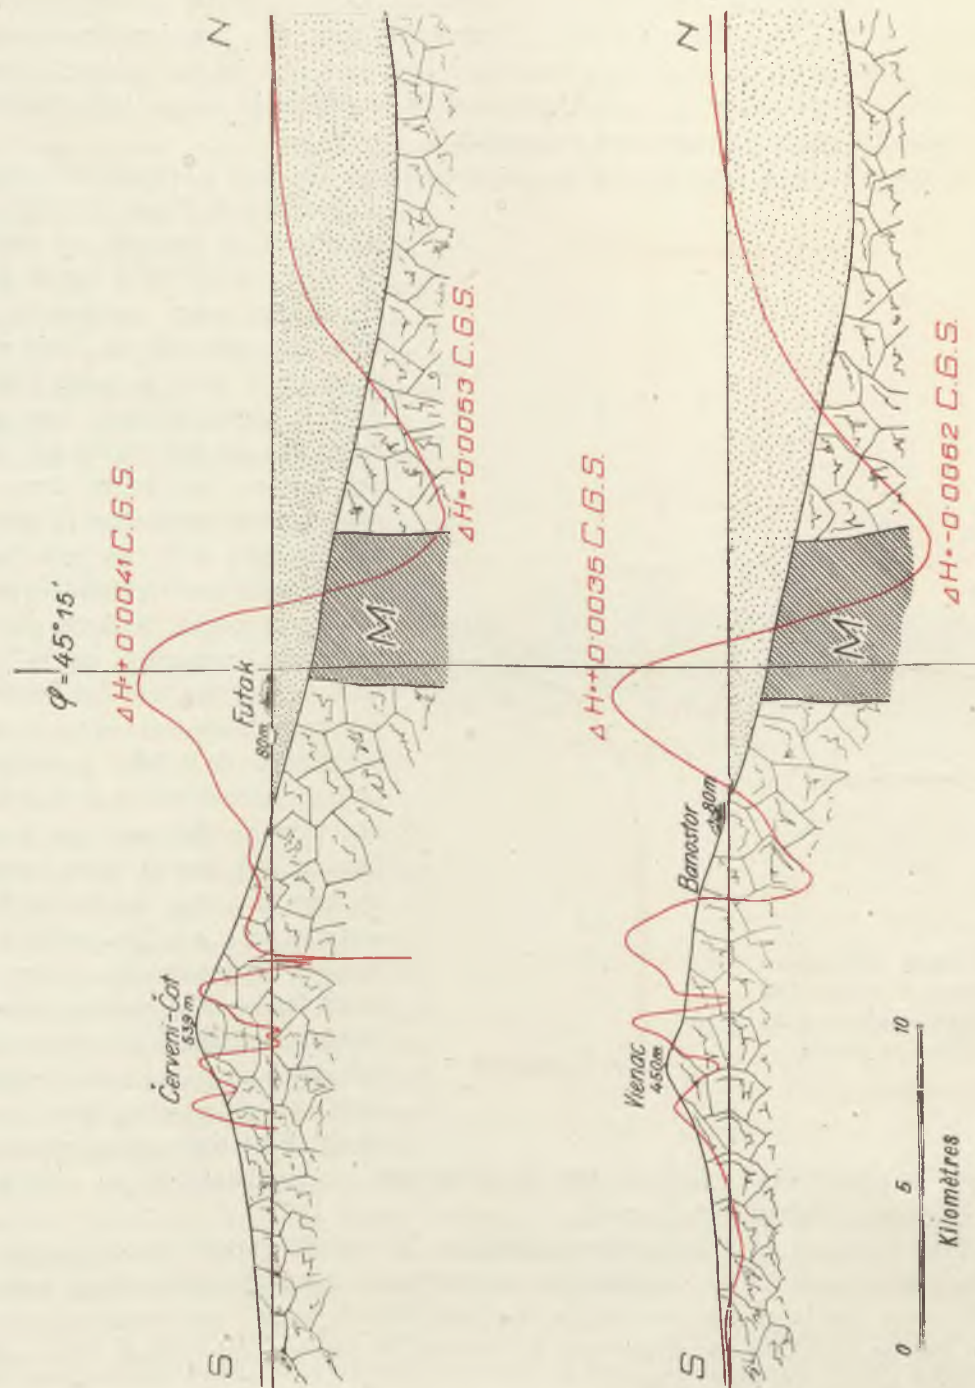 φ=45°15'
S
N
Červeni-Čot
539 m
Futak
80m
ΔH=+0·0041 C.G.S.
ΔH=-0·0053 C.G.S.
M
S
N
Vienac
450m
Banostor
80m
ΔH=+0·0035 C.G.S.
ΔH=-0·0062 C.G.S.
M
0 5 10
Kilomètres